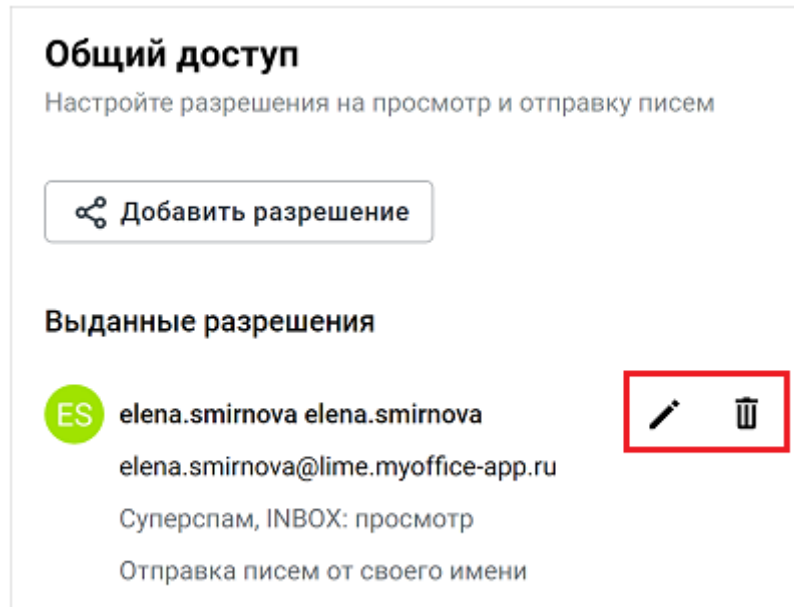 Общий доступ
Настройте разрешения на просмотр и отправку писем
Добавить разрешение
Выданные разрешения
ES elena.smirnova elena.smirnova
elena.smirnova@lime.myoffice-app.ru
Суперспам, INBOX: просмотр
Отправка писем от своего имени